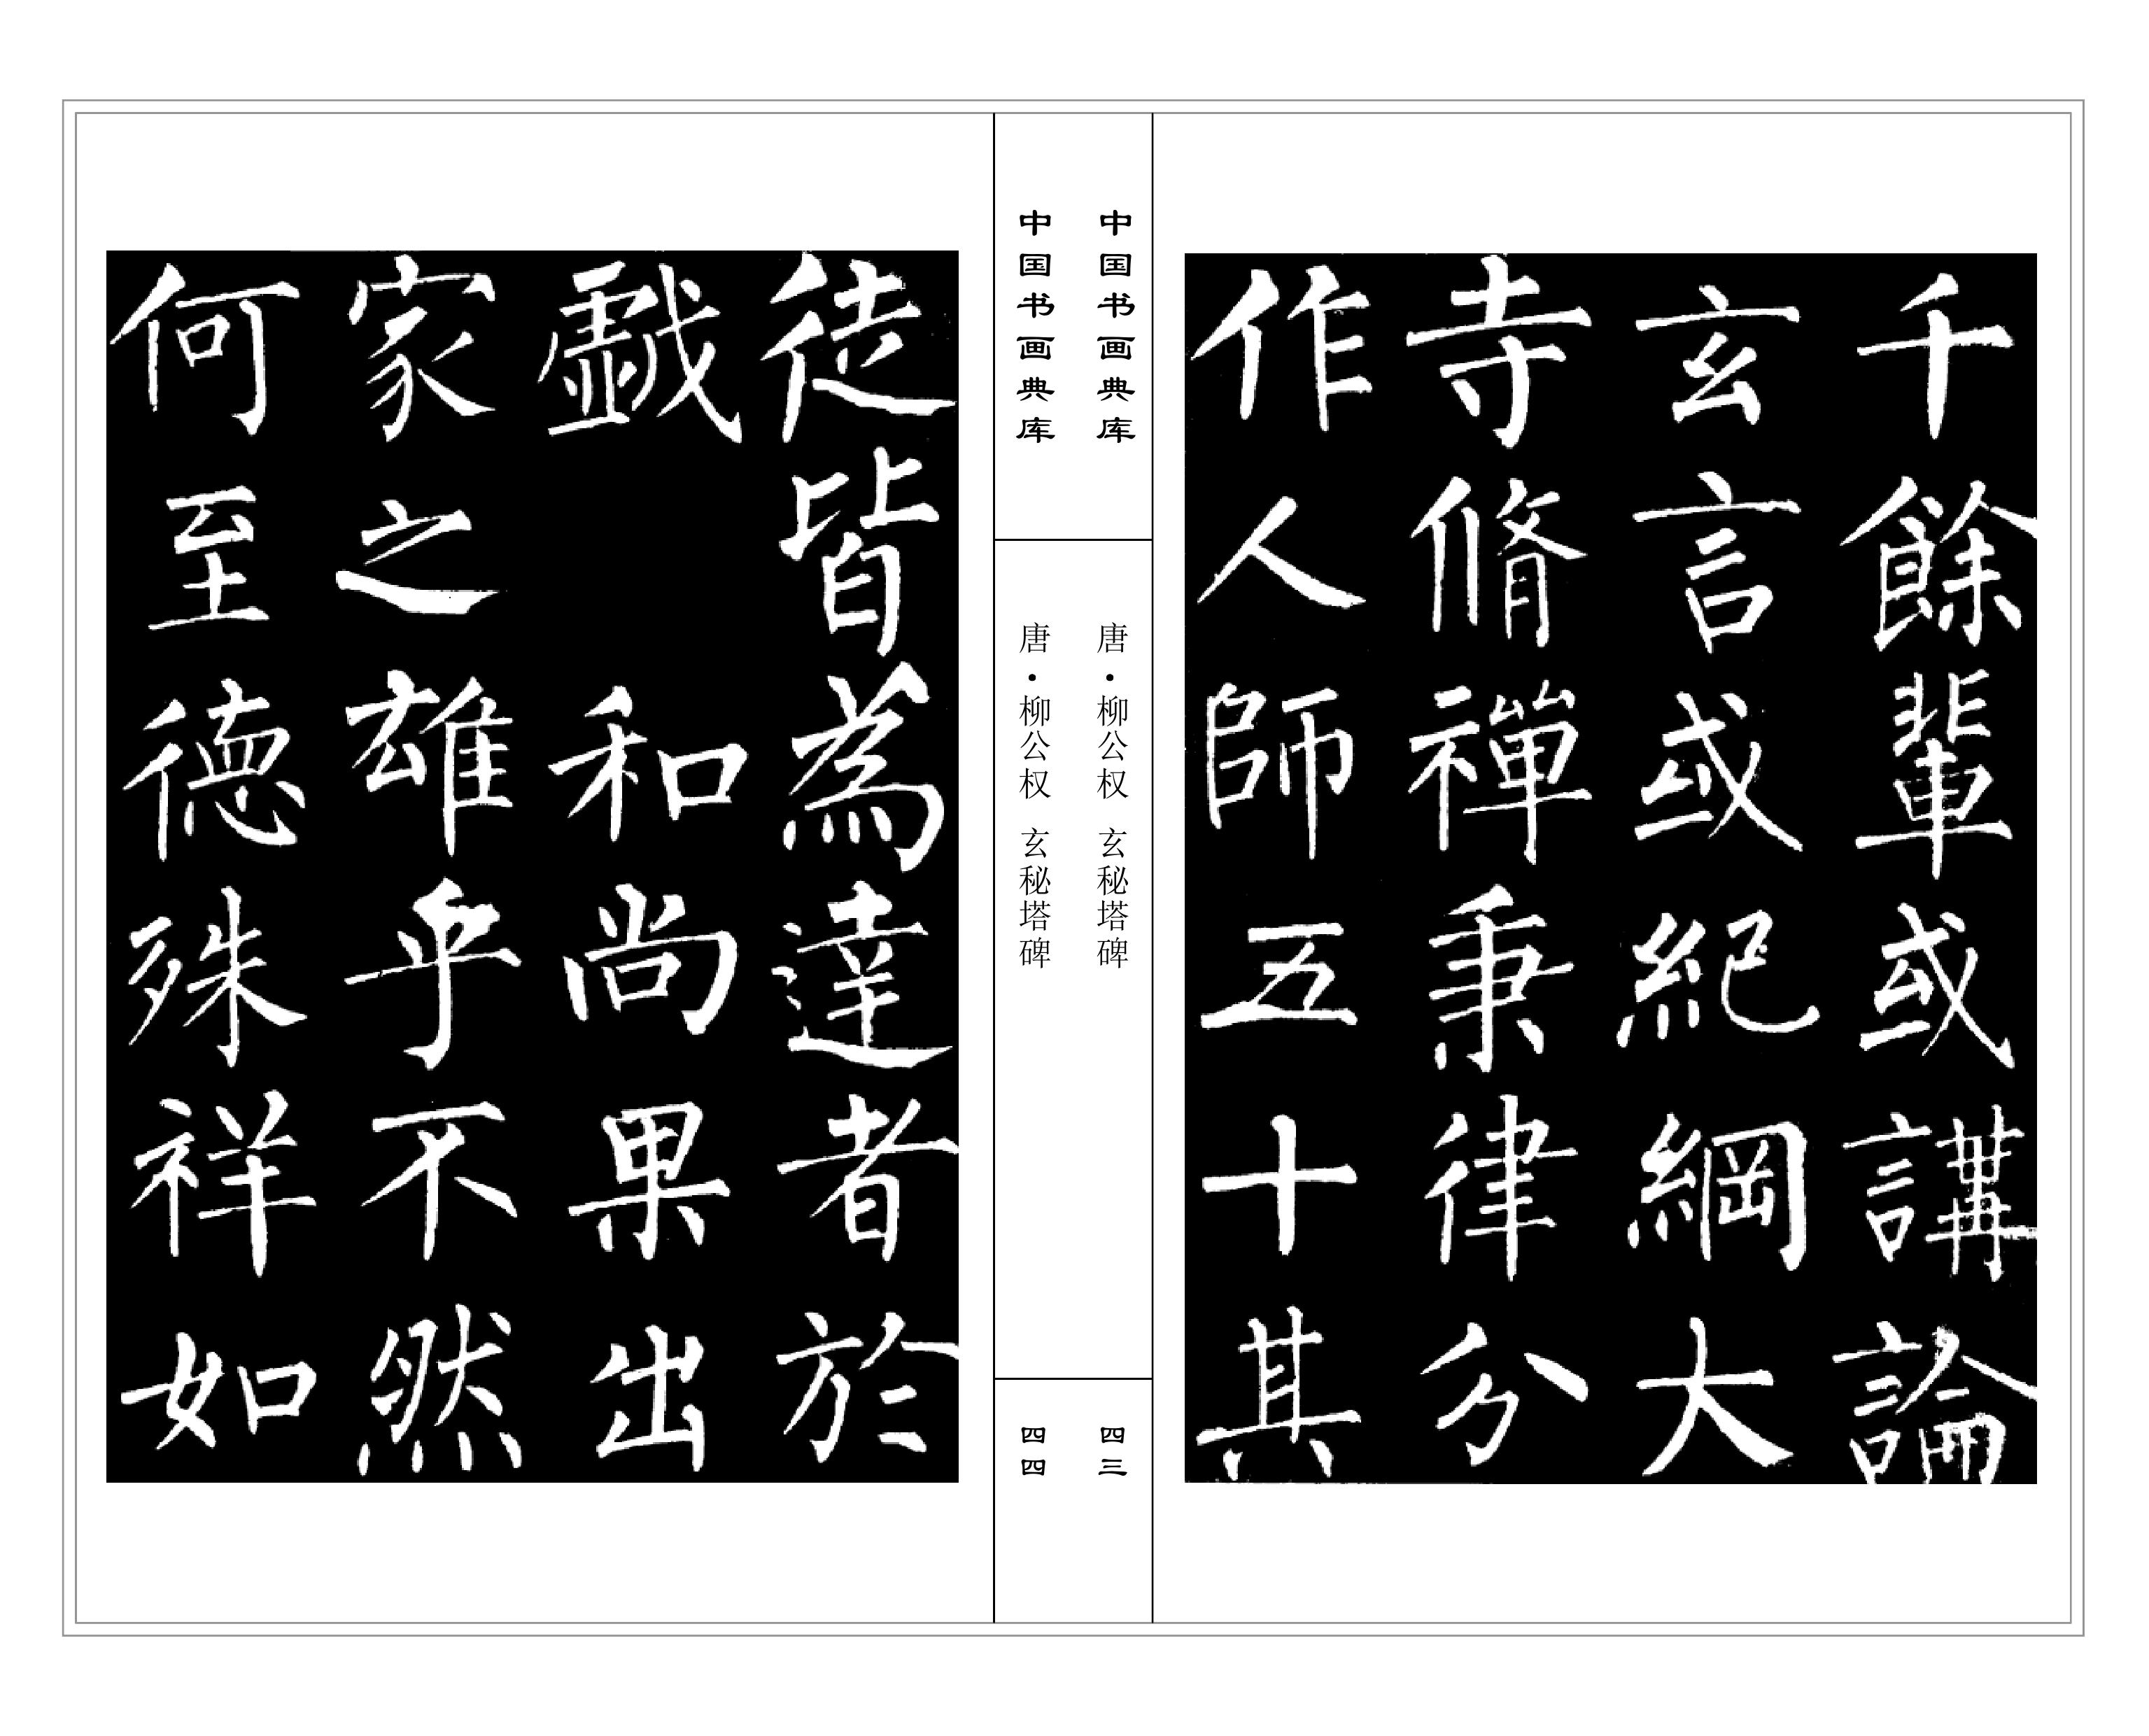 千餘輩或講論
玄言或紀綱大
寺脩禪秉律分
作人師五十其
中国书画典库
唐·柳公权 玄秘塔碑
四三
中国书画典库
唐·柳公权 玄秘塔碑
四四
徒皆為達者於
戯 和尚果出
家之雄乎不然
何至德殊祥如